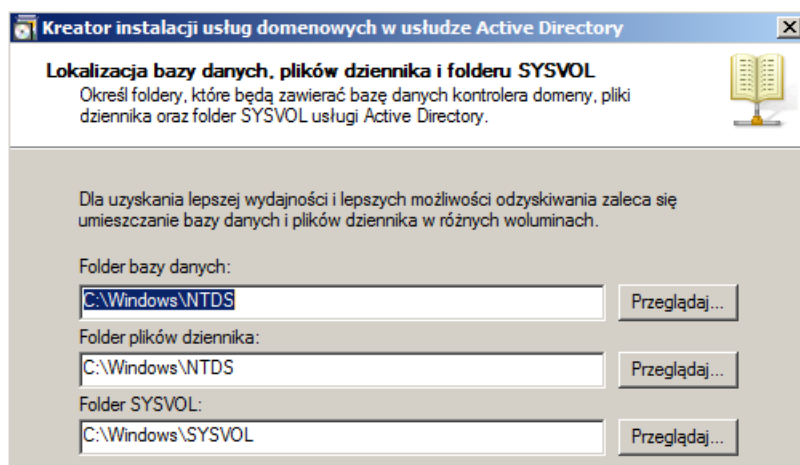 Kreator instalacji usług domenowych w usłudze Active Directory
Lokalizacja bazy danych, plików dziennika i folderu SYSVOL
Określ foldery, które będą zawierać bazę danych kontrolera domeny, pliki
dziennika oraz folder SYSVOL usługi Active Directory.
Dla uzyskania lepszej wydajności i lepszych możliwości odzyskiwania zaleca się
umieszczanie bazy danych i plików dziennika w różnych woluminach.
Folder bazy danych:
C:\Windows\NTDS
Przeglądaj...
Folder plików dziennika:
C:\Windows\NTDS
Przeglądaj...
Folder SYSVOL:
C:\Windows\SYSVOL
Przeglądaj...